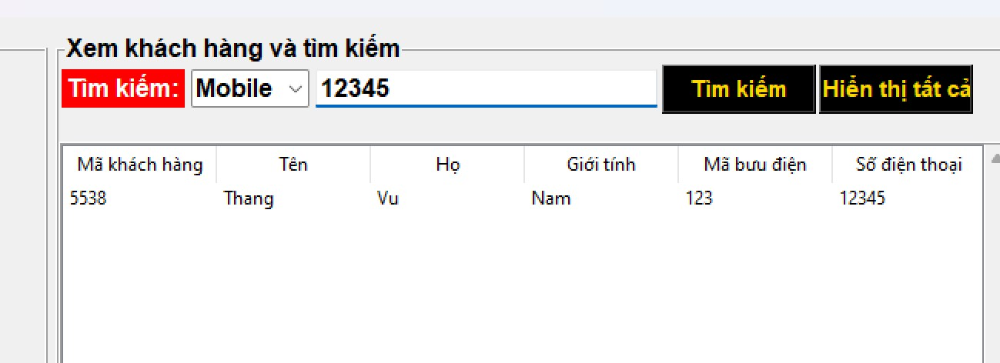 Xem khách hàng và tìm kiếm
Tìm kiếm: Mobile 12345 Tìm kiếm Hiển thị tất cả
Mã khách hàng Tên Họ Giới tính Mã bưu điện Số điện thoại
5538 Thang Vu Nam 123 12345